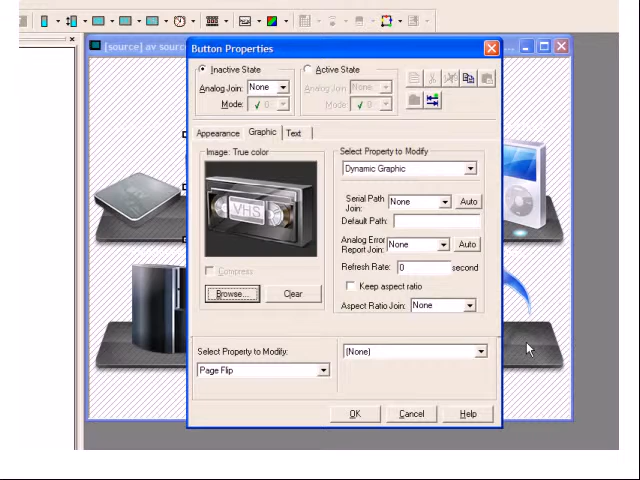 [source] av sourc
Button Properties
Inactive State
Active State
Analog Join: None
Analog Join: None
Mode: 0
Mode: 0
Appearance Graphic Text
Image: True color
VHS
Compress
Browse... Clear
Select Property to Modify
Dynamic Graphic
Serial Path Join: None Auto
Default Path:
Analog Error Report Join: None Auto
Refresh Rate: 0 second
Keep aspect ratio
Aspect Ratio Join: None
Select Property to Modify:
Page Flip
(None)
OK Cancel Help